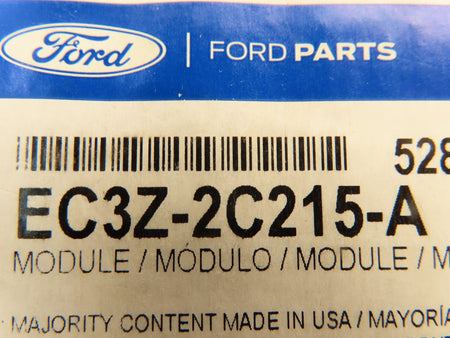 Ford | FORD PARTS
528
EC3Z-2C215-A
MODULE / MÓDULO / MODULE / M
MAJORITY CONTENT MADE IN USA / MAYORÍA